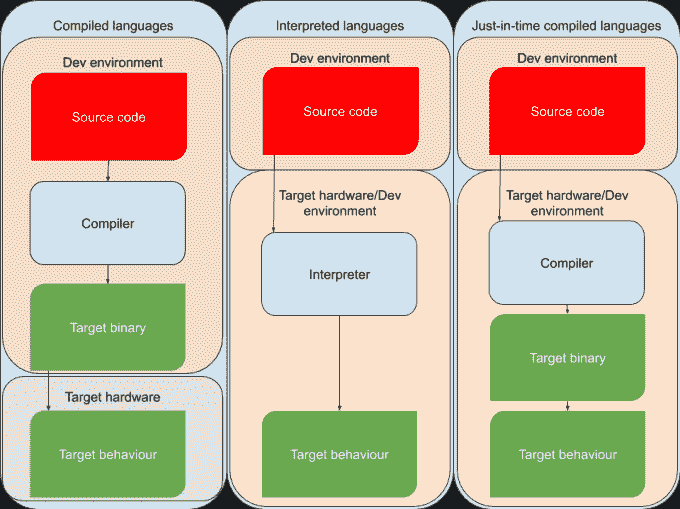 Compiled languages
Dev environment
Source code
Compiler
Target binary
Target hardware
Target behaviour
Interpreted languages
Dev environment
Source code
Target hardware/Dev
environment
Interpreter
Target behaviour
Just-in-time compiled languages
Dev environment
Source code
Target hardware/Dev
environment
Compiler
Target binary
Target behaviour